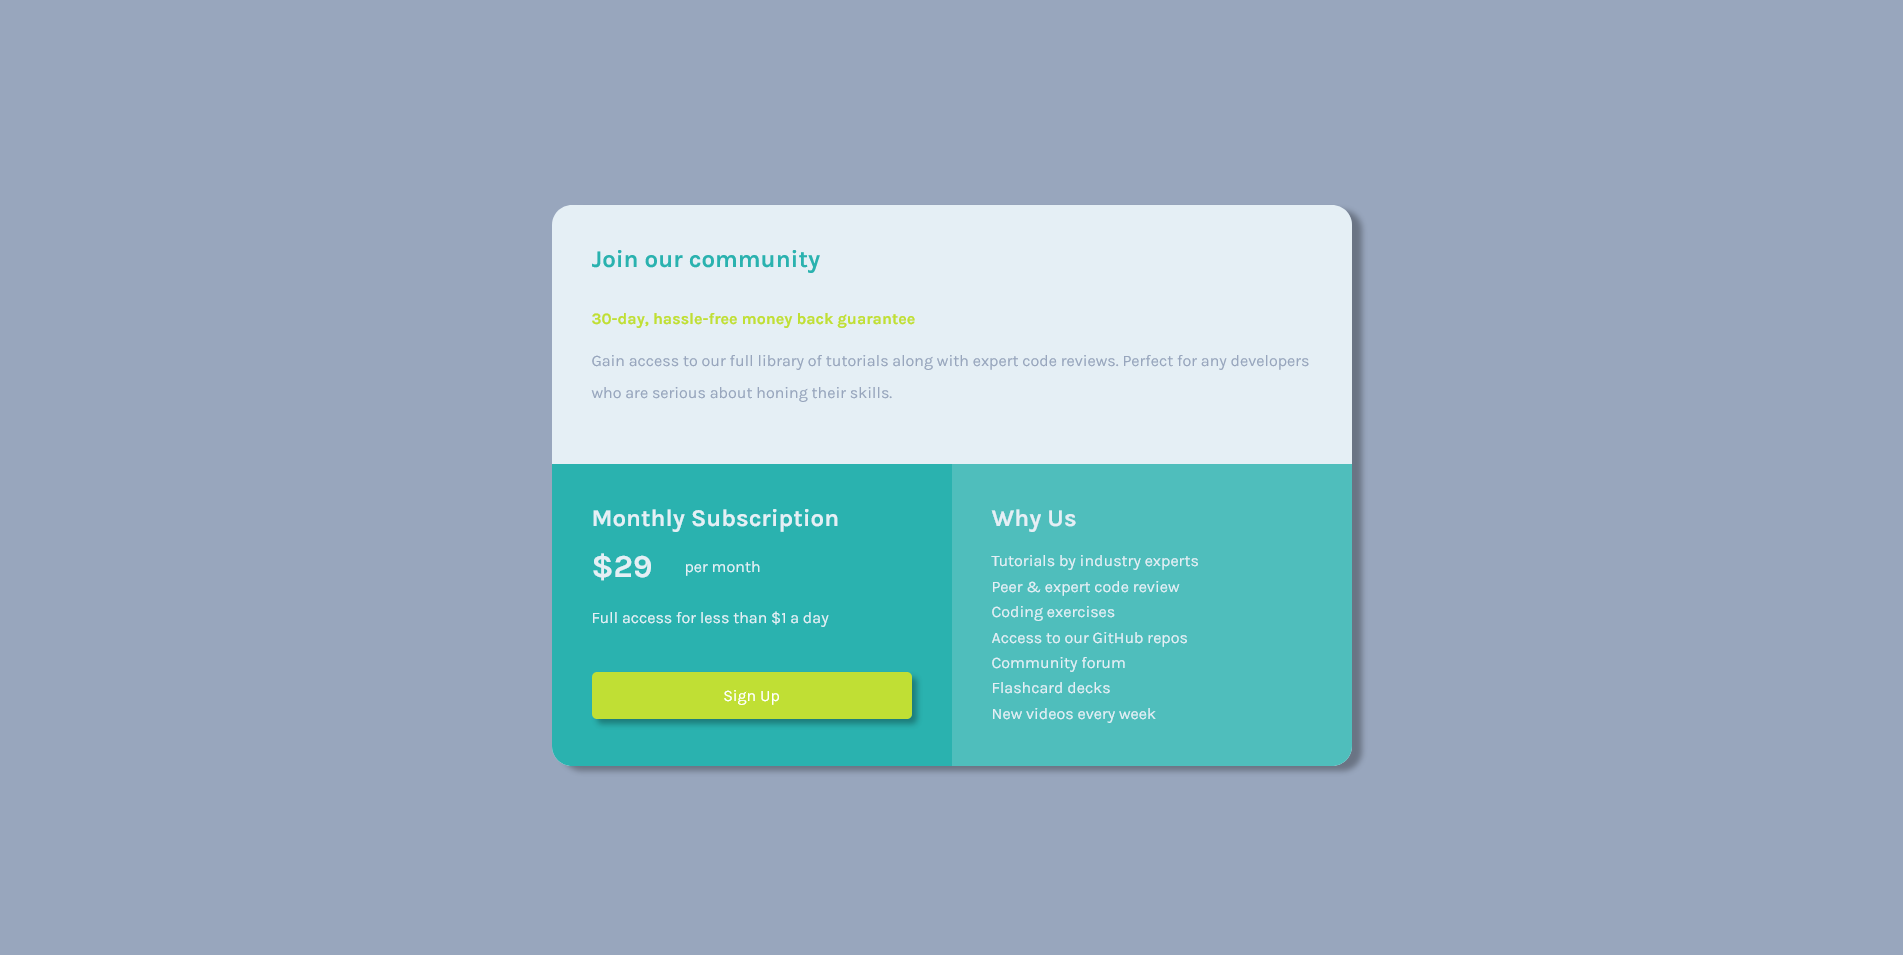 Join our community
30-day, hassle-free money back guarantee
Gain access to our full library of tutorials along with expert code reviews. Perfect for any developers
who are serious about honing their skills.
Monthly Subscription
$29 per month
Full access for less than $1 a day
Sign Up
Why Us
Tutorials by industry experts
Peer & expert code review
Coding exercises
Access to our GitHub repos
Community forum
Flashcard decks
New videos every week